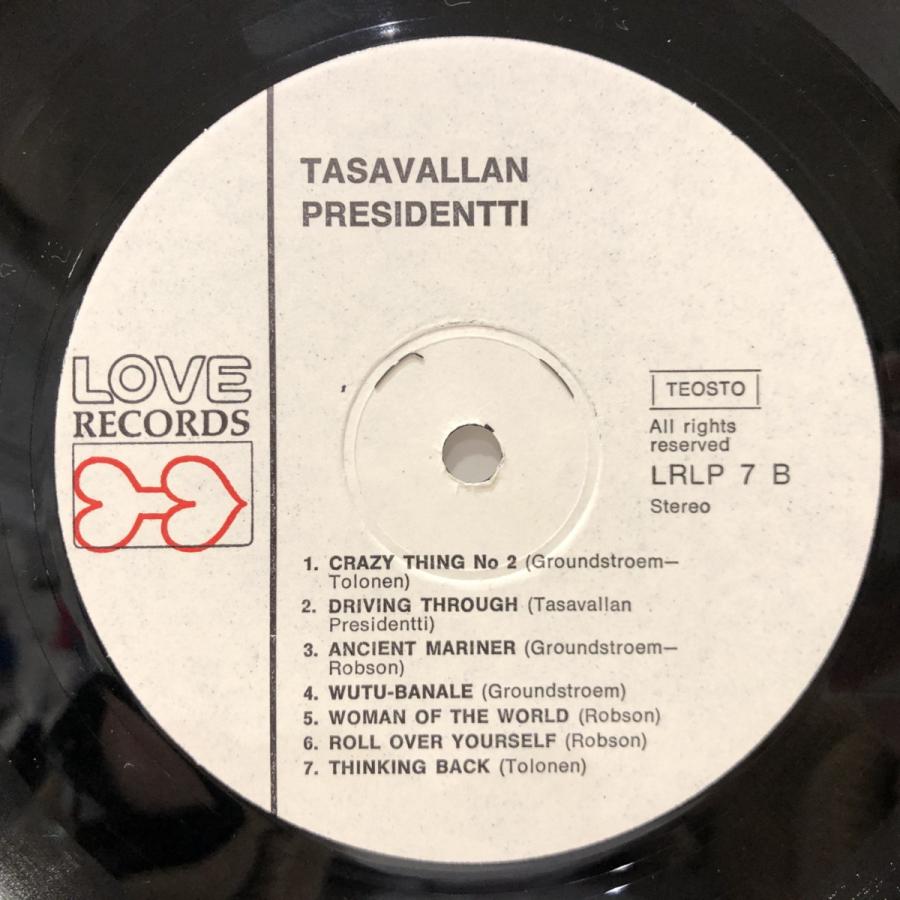 TASAVALLAN
PRESIDENTTI
LOVE
RECORDS
TEOSTO
All rights
reserved
LRLP 7 B
Stereo
1. CRAZY THING No 2 (Groundstroem—
Tolonen)
2. DRIVING THROUGH (Tasavallan
Presidentti)
3. ANCIENT MARINER (Groundstroem—
Robson)
4. WUTU-BANALE (Groundstroem)
5. WOMAN OF THE WORLD (Robson)
6. ROLL OVER YOURSELF (Robson)
7. THINKING BACK (Tolonen)